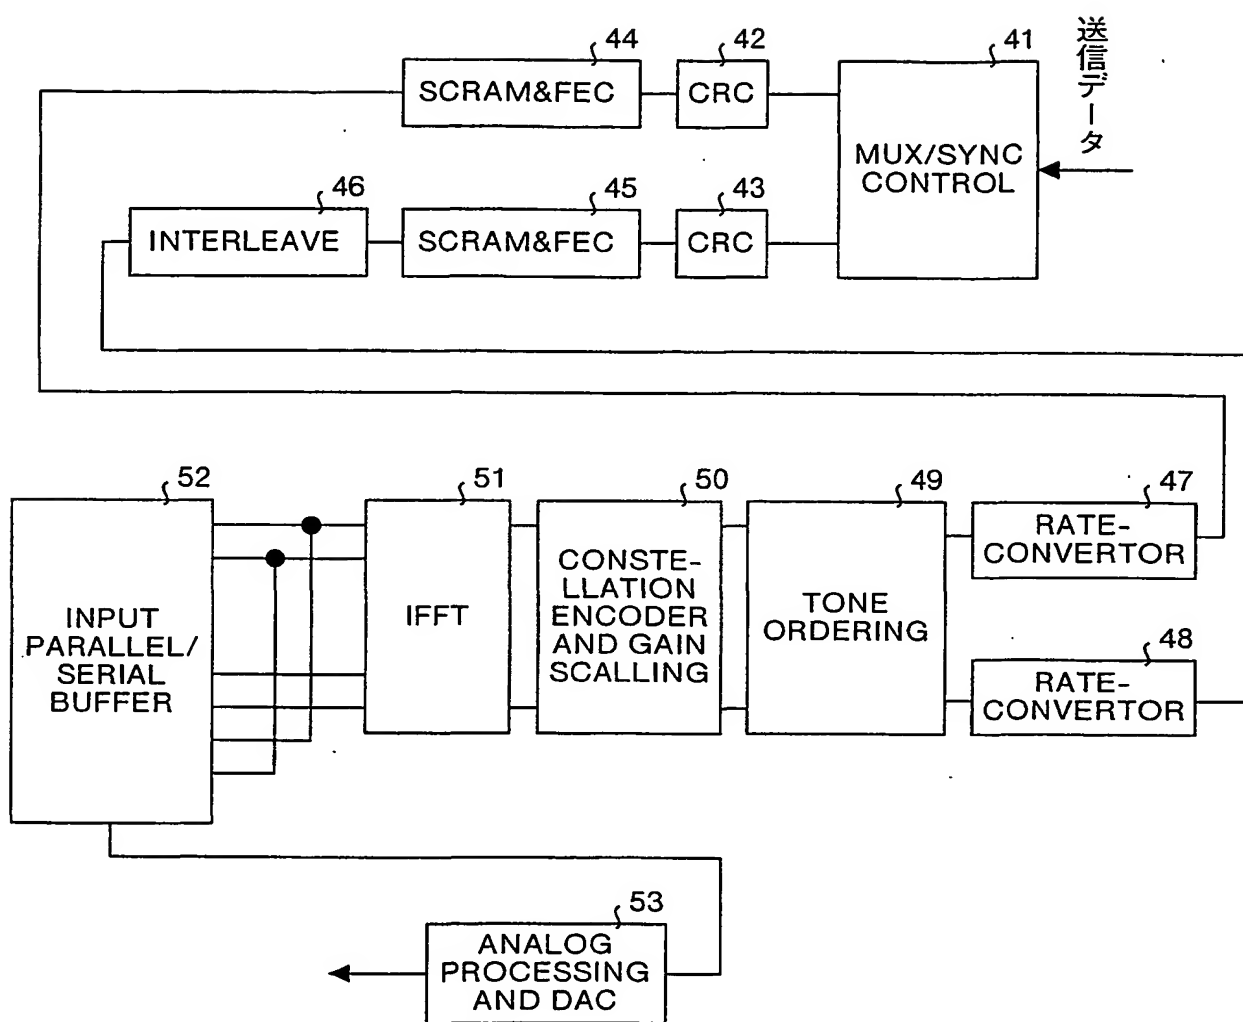 44
SCRAM&FEC
42
CRC
41
MUX/SYNC
CONTROL
送信データ
46
INTERLEAVE
45
SCRAM&FEC
43
CRC
52
INPUT
PARALLEL/
SERIAL
BUFFER
51
IFFT
50
CONSTE-
LLATION
ENCODER
AND GAIN
SCALLING
49
TONE
ORDERING
47
RATE-
CONVERTOR
48
RATE-
CONVERTOR
53
ANALOG
PROCESSING
AND DAC